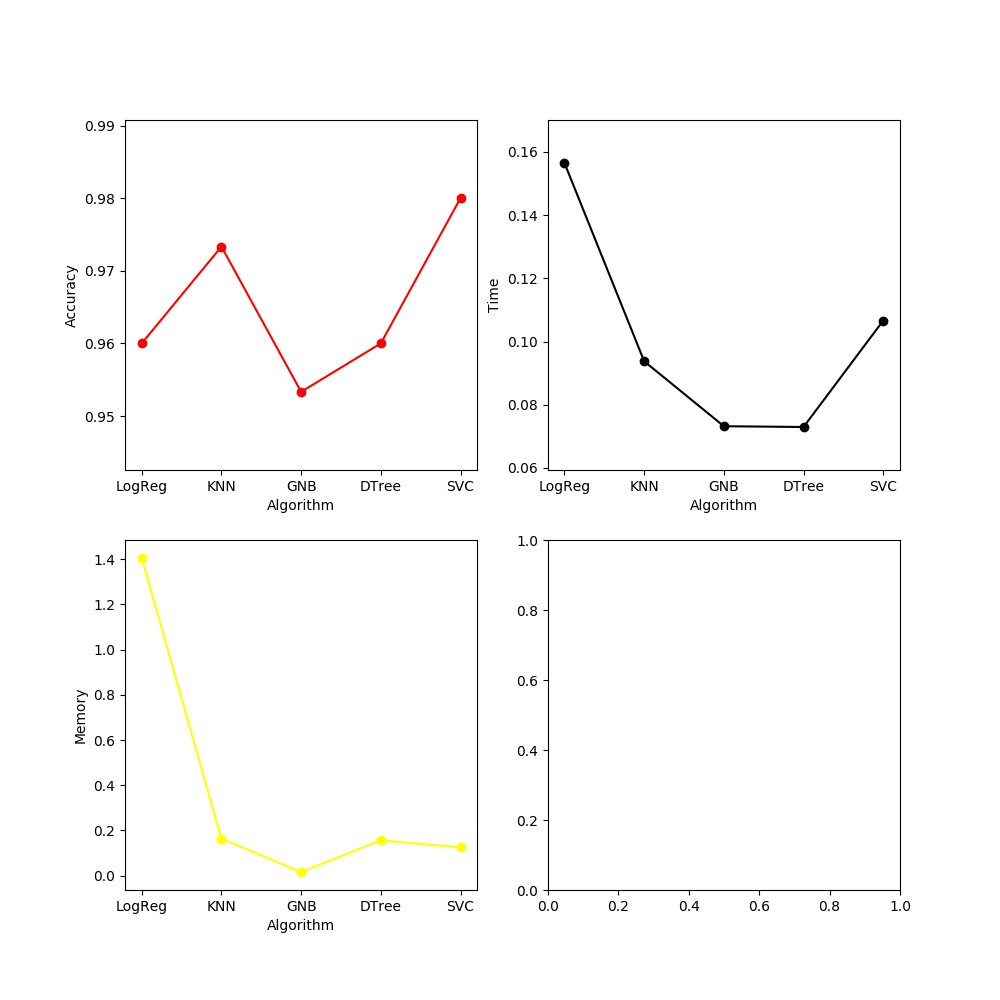 0.99
0.98
0.97
0.96
0.95
Accuracy
LogReg KNN GNB DTree SVC
Algorithm
0.16
0.14
0.12
0.10
0.08
0.06
Time
LogReg KNN GNB DTree SVC
Algorithm
1.4
1.2
1.0
0.8
0.6
0.4
0.2
0.0
Memory
LogReg KNN GNB DTree SVC
Algorithm
1.0
0.8
0.6
0.4
0.2
0.0
0.0 0.2 0.4 0.6 0.8 1.0